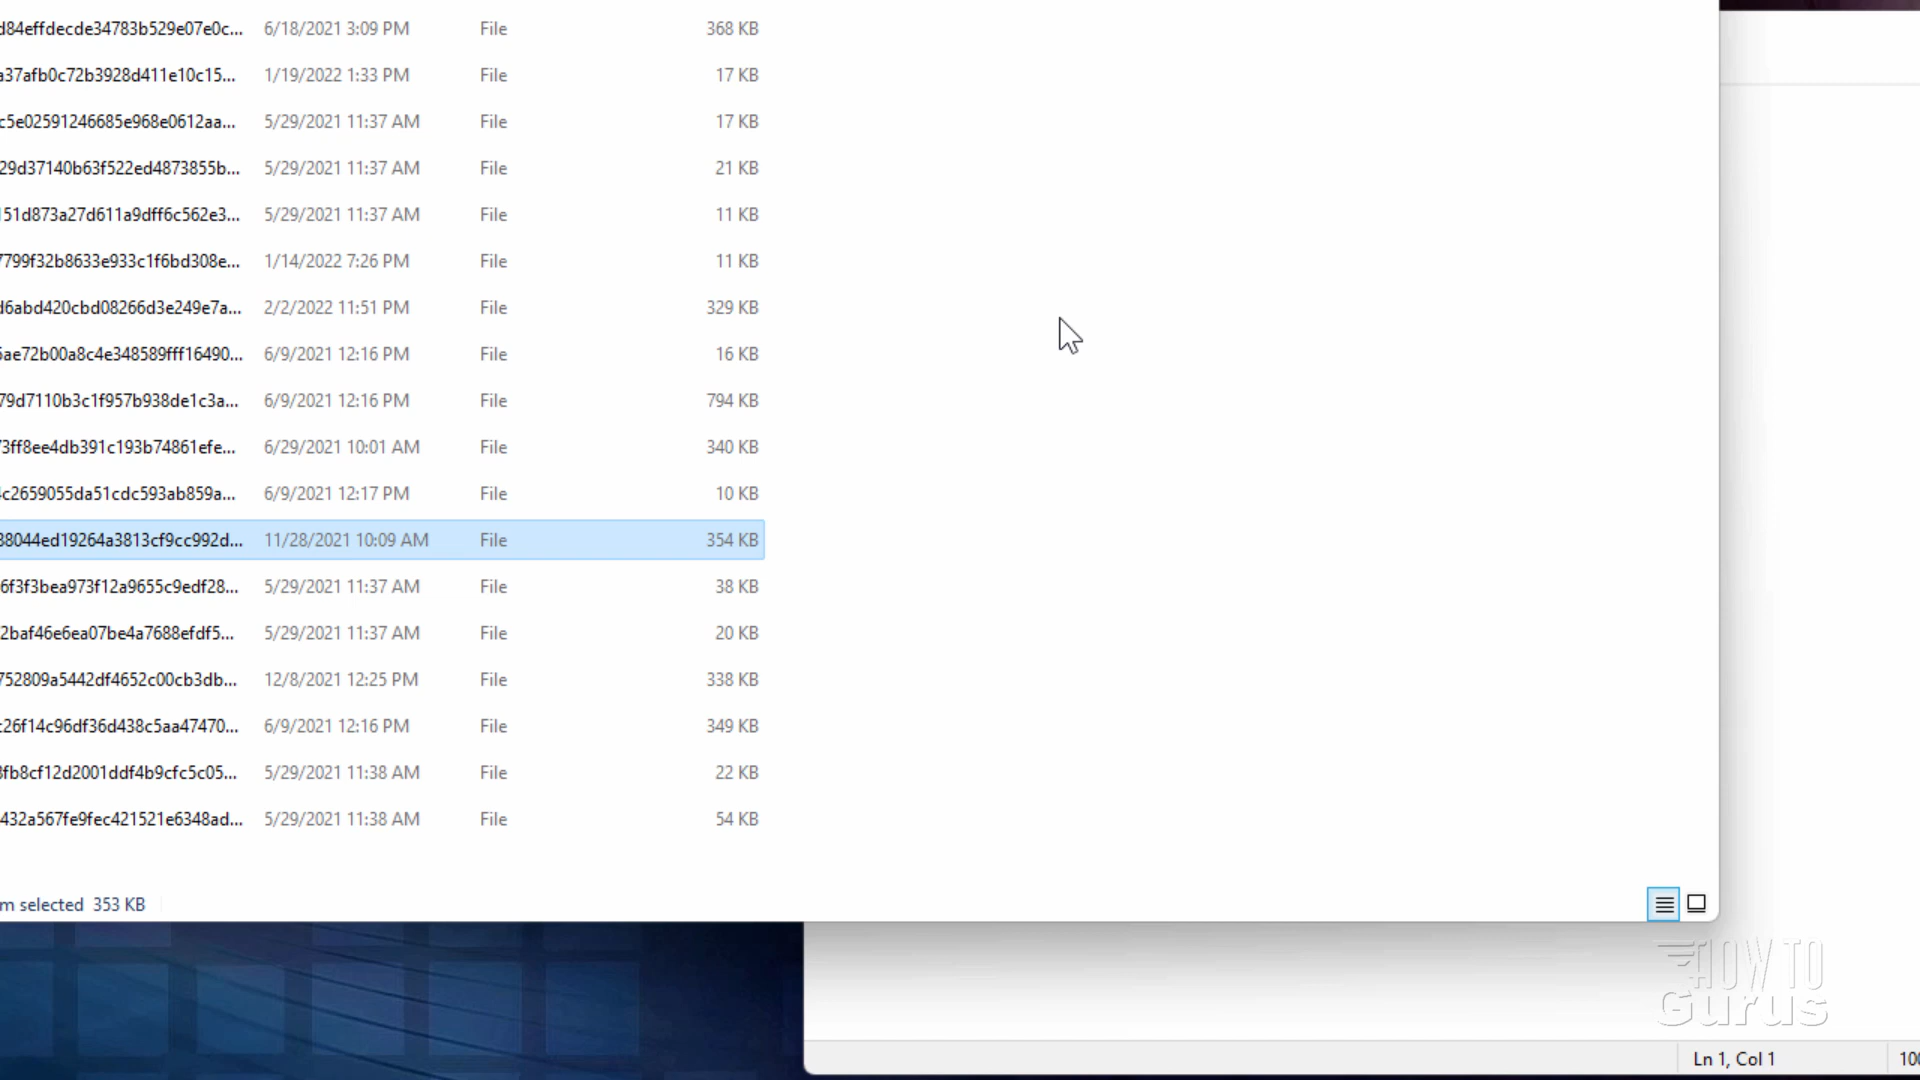 d84effdecde34783b529e07e0c... 6/18/2021 3:09 PM File 368 KB
a37afb0c72b3928d411e10c15... 1/19/2022 1:33 PM File 17 KB
c5e02591246685e968e0612aa... 5/29/2021 11:37 AM File 17 KB
29d37140b63f522ed4873855b... 5/29/2021 11:37 AM File 21 KB
151d873a27d611a9dff6c562e3... 5/29/2021 11:37 AM File 11 KB
7799f32b8633e933c1f6bd308e... 1/14/2022 7:26 PM File 11 KB
d6abd420cbd08266d3e249e7a... 2/2/2022 11:51 PM File 329 KB
6ae72b00a8c4e348589fff16490... 6/9/2021 12:16 PM File 16 KB
79d7110b3c1f957b938de1c3a... 6/9/2021 12:16 PM File 794 KB
73ff8ee4db391c193b74861efe... 6/29/2021 10:01 AM File 340 KB
4c2659055da51cdc593ab859a... 6/9/2021 12:17 PM File 10 KB
38044ed19264a3813cf9cc992d... 11/28/2021 10:09 AM File 354 KB
6f3f3bea973f12a9655c9edf28... 5/29/2021 11:37 AM File 38 KB
2baf46e6ea07be4a7688efdf5... 5/29/2021 11:37 AM File 20 KB
752809a5442df4652c00cb3db... 12/8/2021 12:25 PM File 338 KB
c26f14c96df36d438c5aa47470... 6/9/2021 12:16 PM File 349 KB
8fb8cf12d2001ddf4b9cfc5c05... 5/29/2021 11:38 AM File 22 KB
432a567fe9fec421521e6348ad... 5/29/2021 11:38 AM File 54 KB
m selected 353 KB
HOW TO
Gurus
Ln 1, Col 1 100